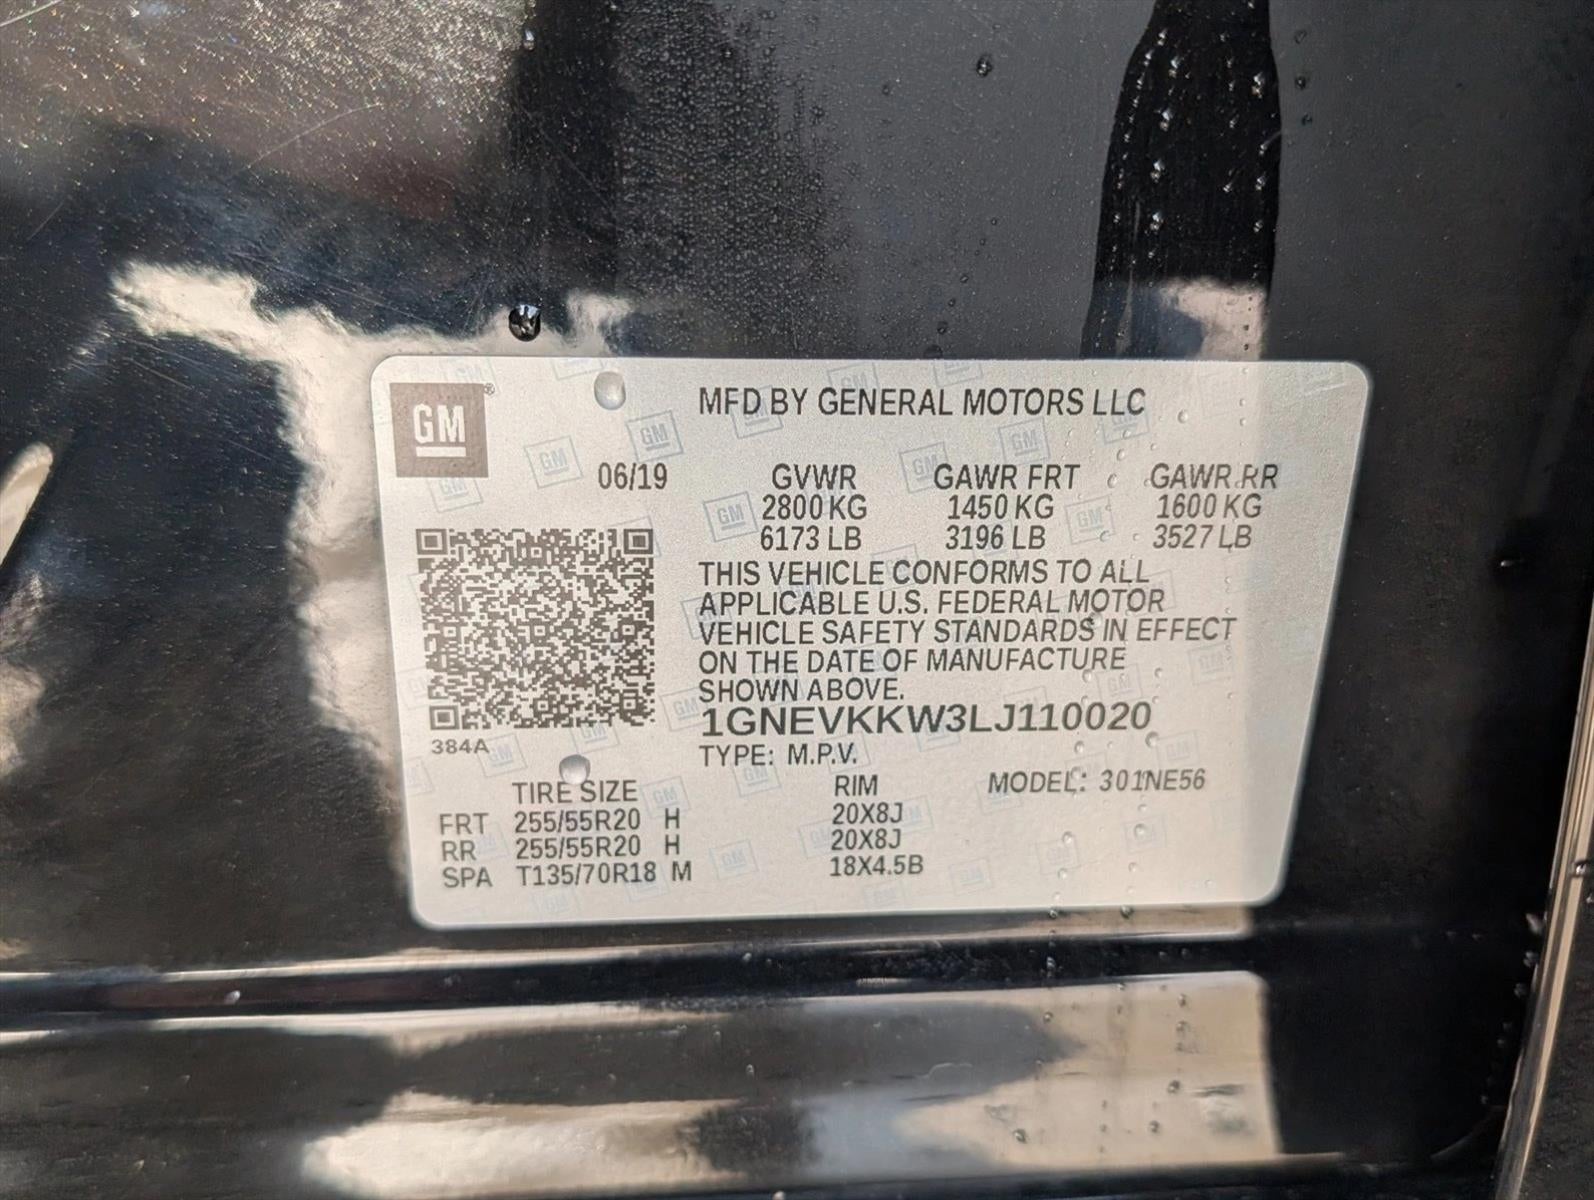 GM
MFD BY GENERAL MOTORS LLC
06/19 GVWR GAWR FRT GAWR RR
2800 KG 1450 KG 1600 KG
6173 LB 3196 LB 3527 LB
THIS VEHICLE CONFORMS TO ALL
APPLICABLE U.S. FEDERAL MOTOR
VEHICLE SAFETY STANDARDS IN EFFECT
ON THE DATE OF MANUFACTURE
SHOWN ABOVE.
1GNEVKKW3LJ110020
384A
TYPE: M.P.V.
TIRE SIZE RIM MODEL: 301NE56
FRT 255/55R20 H 20X8J
RR 255/55R20 H 20X8J
SPA T135/70R18 M 18X4.5B